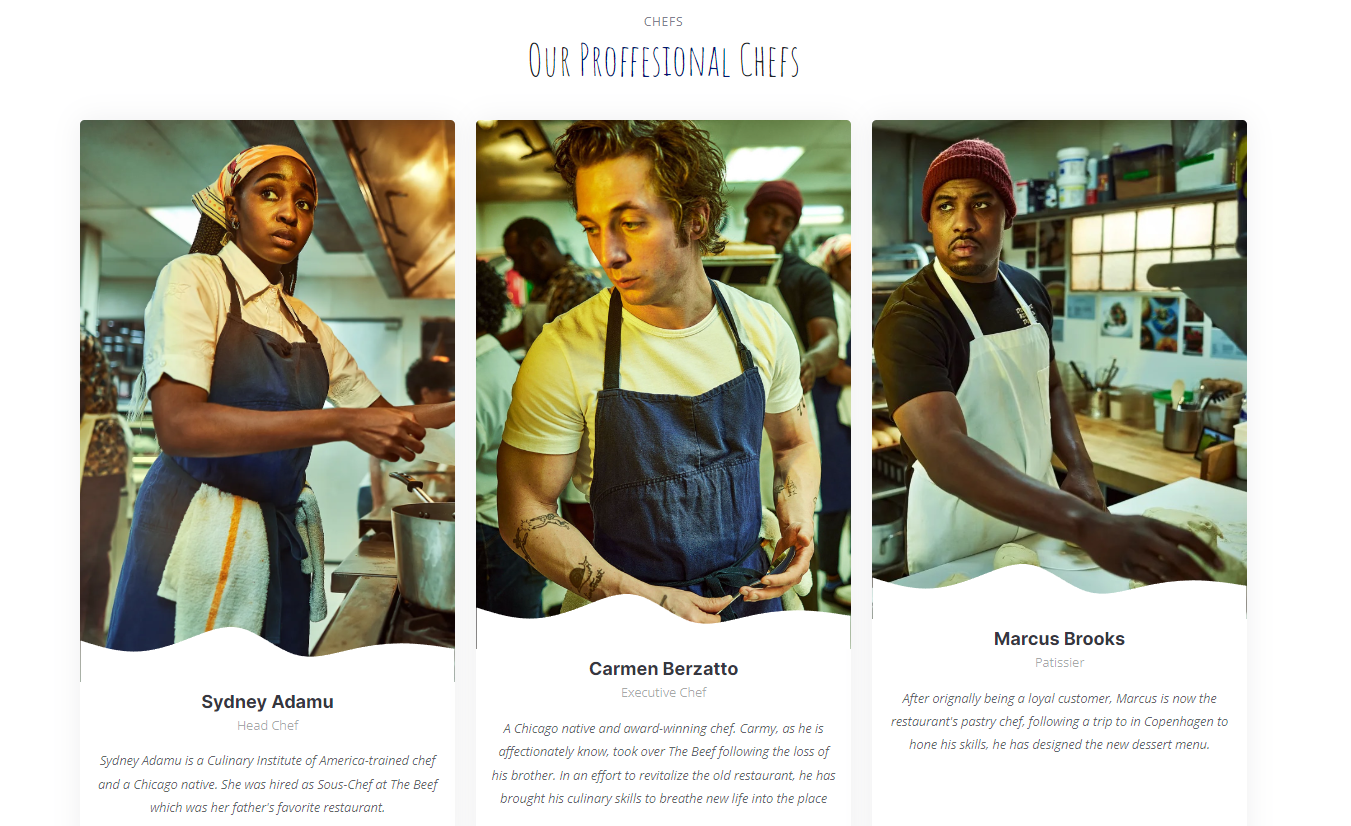 CHEFS
Our Proffesional Chefs
Sydney Adamu
Head Chef
Sydney Adamu is a Culinary Institute of America-trained chef
and a Chicago native. She was hired as Sous-Chef at The Beef
which was her father's favorite restaurant.
Carmen Berzatto
Executive Chef
A Chicago native and award-winning chef. Carmy, as he is
affectionately know, took over The Beef following the loss of
his brother. In an effort to revitalize the old restaurant, he has
brought his culinary skills to breathe new life into the place
Marcus Brooks
Patissier
After orignally being a loyal customer, Marcus is now the
restaurant's pastry chef, following a trip to in Copenhagen to
hone his skills, he has designed the new dessert menu.